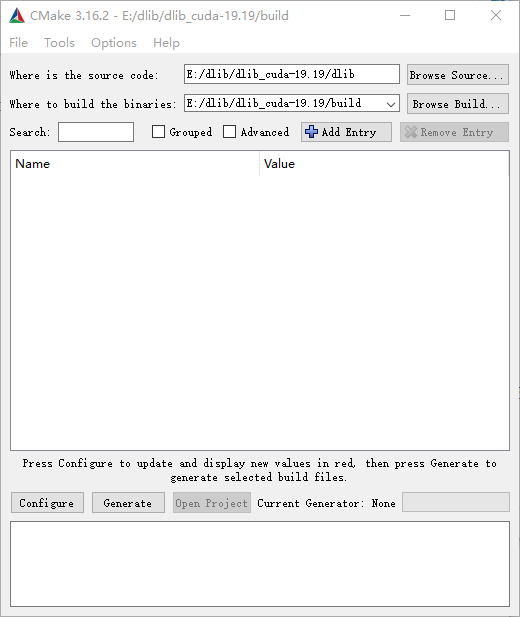 CMake 3.16.2 - E:/dlib/dlib_cuda-19.19/build
File Tools Options Help
Where is the source code: E:/dlib/dlib_cuda-19.19/dlib Browse Source...
Where to build the binaries: E:/dlib/dlib_cuda-19.19/build Browse Build...
Search: Grouped Advanced Add Entry Remove Entry
Name Value
Press Configure to update and display new values in red, then press Generate to
generate selected build files.
Configure Generate Open Project Current Generator: None